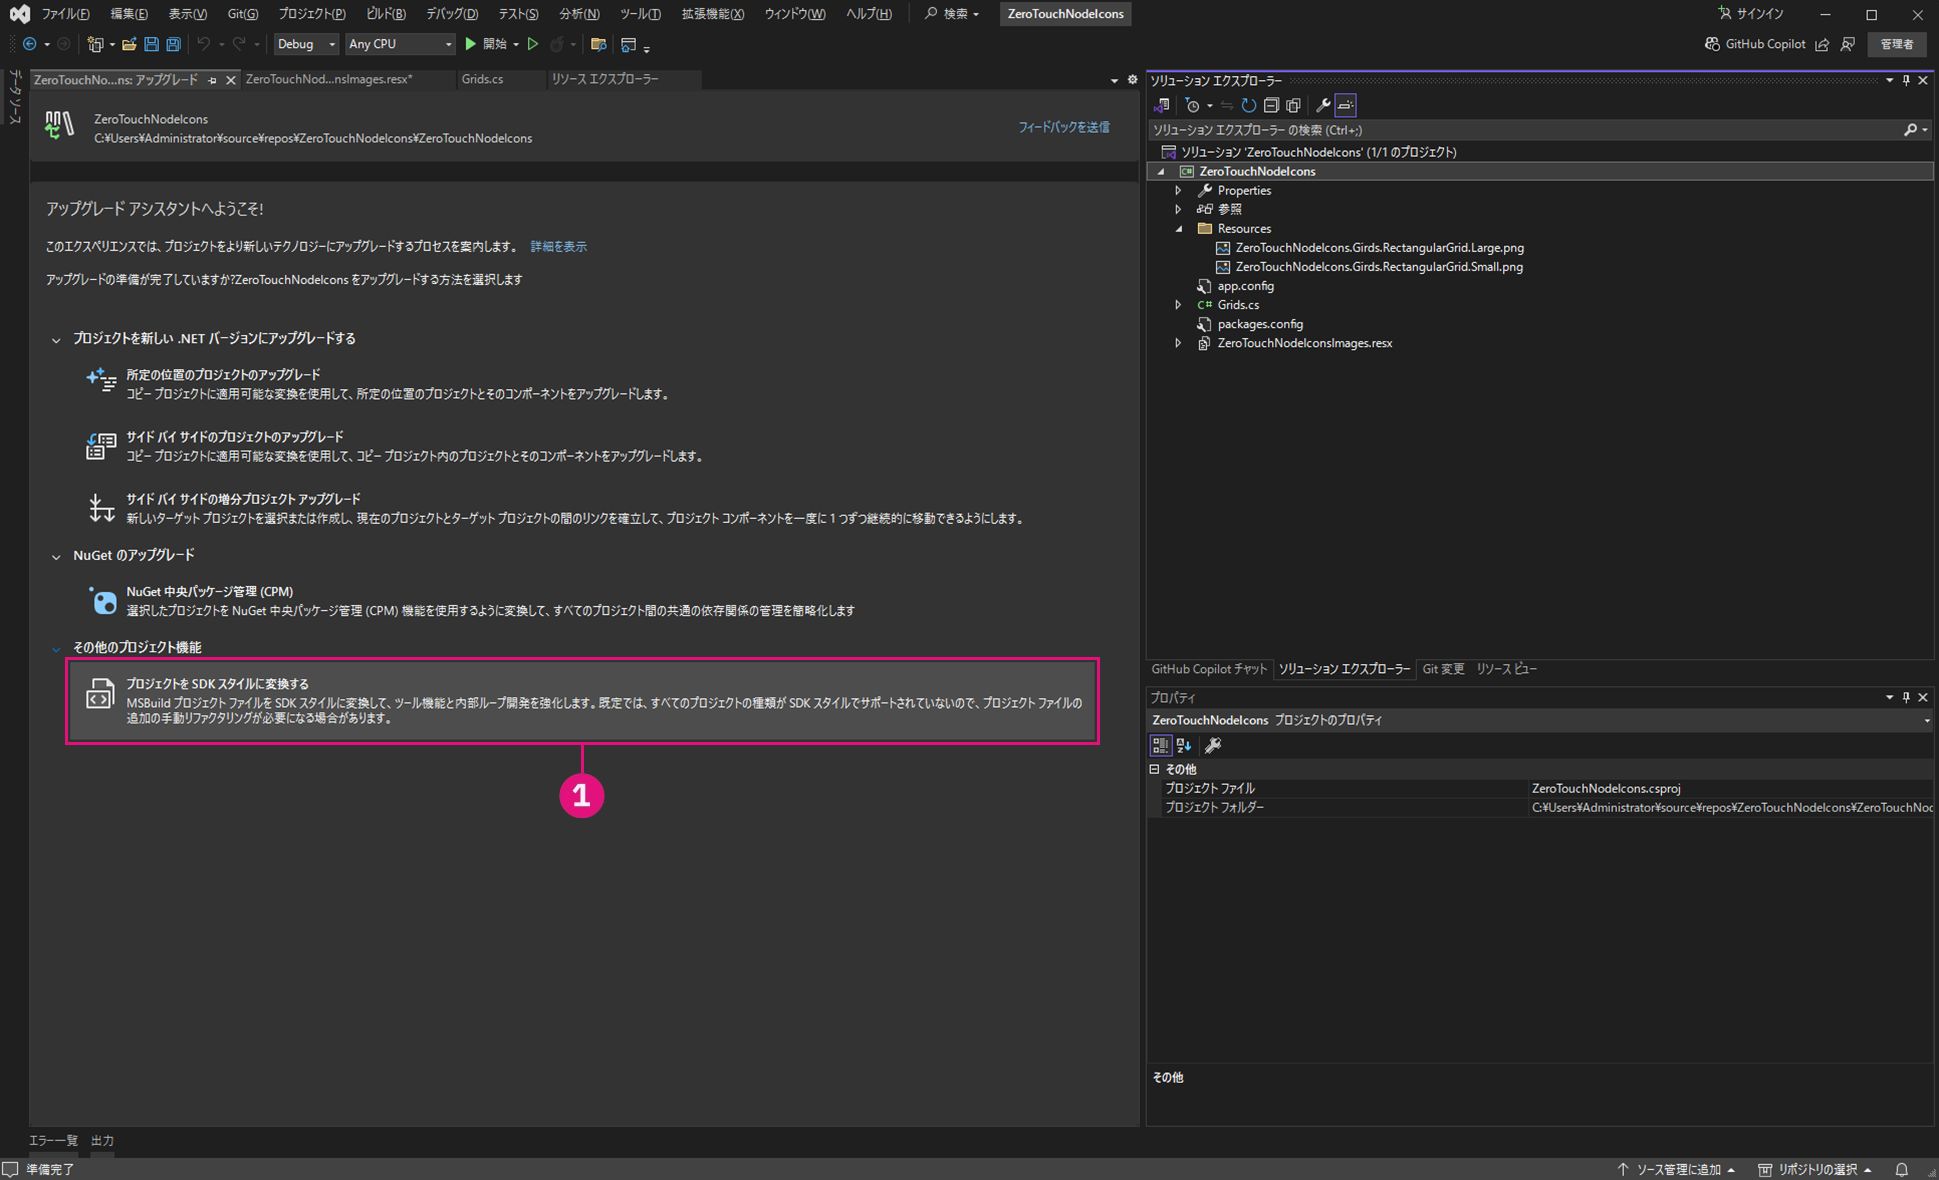 ファイル(F) 編集(E) 表示(V) Git(G) プロジェクト(P) ビルド(B) デバッグ(D) テスト(S) 分析(N) ツール(T) 拡張機能(X) ウィンドウ(W) ヘルプ(H) 検索 ZeroTouchNodeIcons サインイン
Debug Any CPU 開始 GitHub Copilot 管理者
データソース
ZeroTouchNo...ns: アップグレード ZeroTouchNod...nsImages.resx* Grids.cs リソース エクスプローラー
ZeroTouchNodeIcons
C:¥Users¥Administrator¥source¥repos¥ZeroTouchNodeIcons¥ZeroTouchNodeIcons
フィードバックを送信
アップグレード アシスタントへようこそ!
このエクスペリエンスでは、プロジェクトをより新しいテクノロジーにアップグレードするプロセスを案内します。 詳細を表示
アップグレードの準備が完了していますか?ZeroTouchNodeIcons をアップグレードする方法を選択します
プロジェクトを新しい .NET バージョンにアップグレードする
所定の位置のプロジェクトのアップグレード
コピー プロジェクトに適用可能な変換を使用して、所定の位置のプロジェクトとそのコンポーネントをアップグレードします。
サイド バイ サイドのプロジェクトのアップグレード
コピー プロジェクトに適用可能な変換を使用して、コピー プロジェクト内のプロジェクトとそのコンポーネントをアップグレードします。
サイド バイ サイドの増分プロジェクト アップグレード
新しいターゲット プロジェクトを選択または作成し、現在のプロジェクトとターゲット プロジェクトの間のリンクを確立して、プロジェクト コンポーネントを一度に 1 つずつ継続的に移動できるようにします。
NuGet のアップグレード
NuGet 中央パッケージ管理 (CPM)
選択したプロジェクトを NuGet 中央パッケージ管理 (CPM) 機能を使用するように変換して、すべてのプロジェクト間の共通の依存関係の管理を簡略化します
その他のプロジェクト機能
プロジェクトを SDK スタイルに変換する
MSBuild プロジェクト ファイルを SDK スタイルに変換して、ツール機能と内部ループ開発を強化します。既定では、すべてのプロジェクトの種類が SDK スタイルでサポートされていないので、プロジェクト ファイルの
追加の手動リファクタリングが必要になる場合があります。
1
ソリューション エクスプローラー
ソリューション エクスプローラー の検索 (Ctrl+;)
ソリューション 'ZeroTouchNodeIcons' (1/1 のプロジェクト)
C# ZeroTouchNodeIcons
Properties
参照
Resources
ZeroTouchNodeIcons.Girds.RectangularGrid.Large.png
ZeroTouchNodeIcons.Girds.RectangularGrid.Small.png
app.config
C# Grids.cs
packages.config
ZeroTouchNodeIconsImages.resx
GitHub Copilot チャット ソリューション エクスプローラー Git 変更 リソース ビュー
プロパティ
ZeroTouchNodeIcons プロジェクトのプロパティ
その他
プロジェクト ファイル ZeroTouchNodeIcons.csproj
プロジェクト フォルダー C:¥Users¥Administrator¥source¥repos¥ZeroTouchNodeIcons¥ZeroTouchNoc
その他
エラー一覧 出力
準備完了 ソース管理に追加 リポジトリの選択